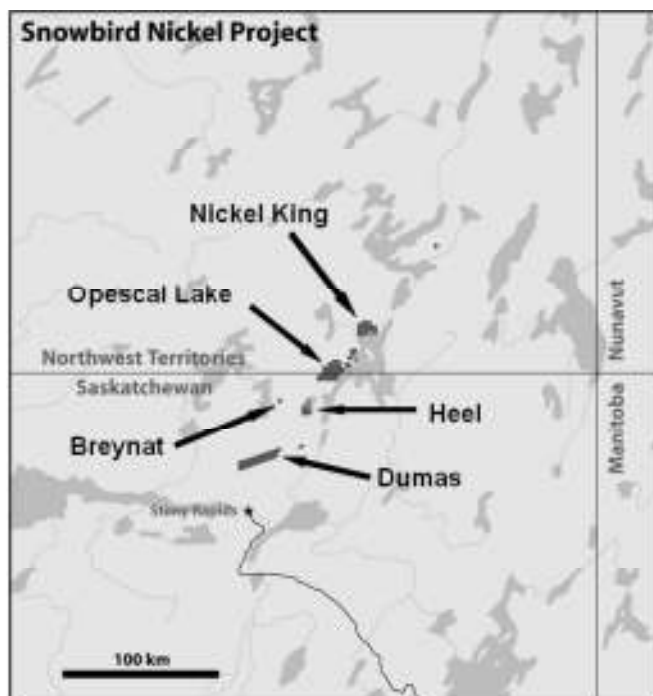 Snowbird Nickel Project
Nickel King
Opescal Lake
Northwest Territories
Saskatchewan
Nunavut
Manitoba
Breynat
Heel
Dumas
Stony Rapids
100 km